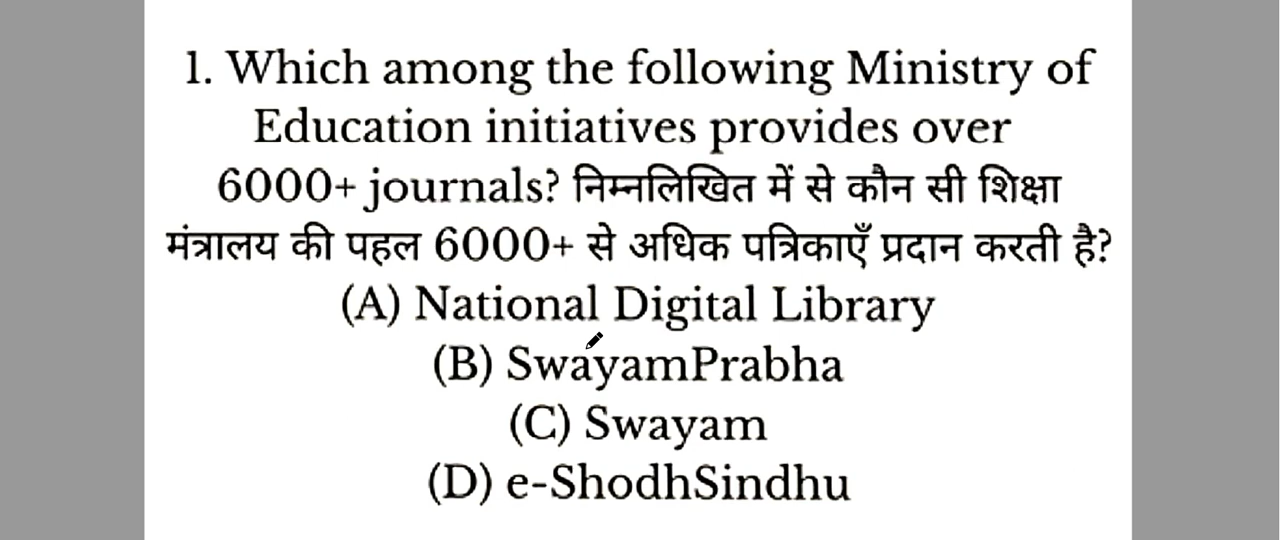 1. Which among the following Ministry of
Education initiatives provides over
6000+ journals? निम्नलिखित में से कौन सी शिक्षा
मंत्रालय की पहल 6000+ से अधिक पत्रिकाएँ प्रदान करती है?
(A) National Digital Library
(B) SwayamPrabha
(C) Swayam
(D) e-ShodhSindhu